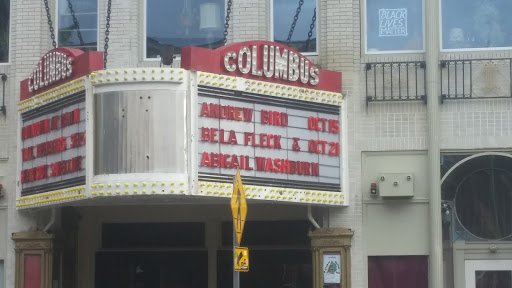 BLACK
LIVES
MATTER
COLUMBUS
COLUMBUS
ANDREW BIRD OCT 15
BELA FLECK & OCT 21
ABIGAIL WASHBURN